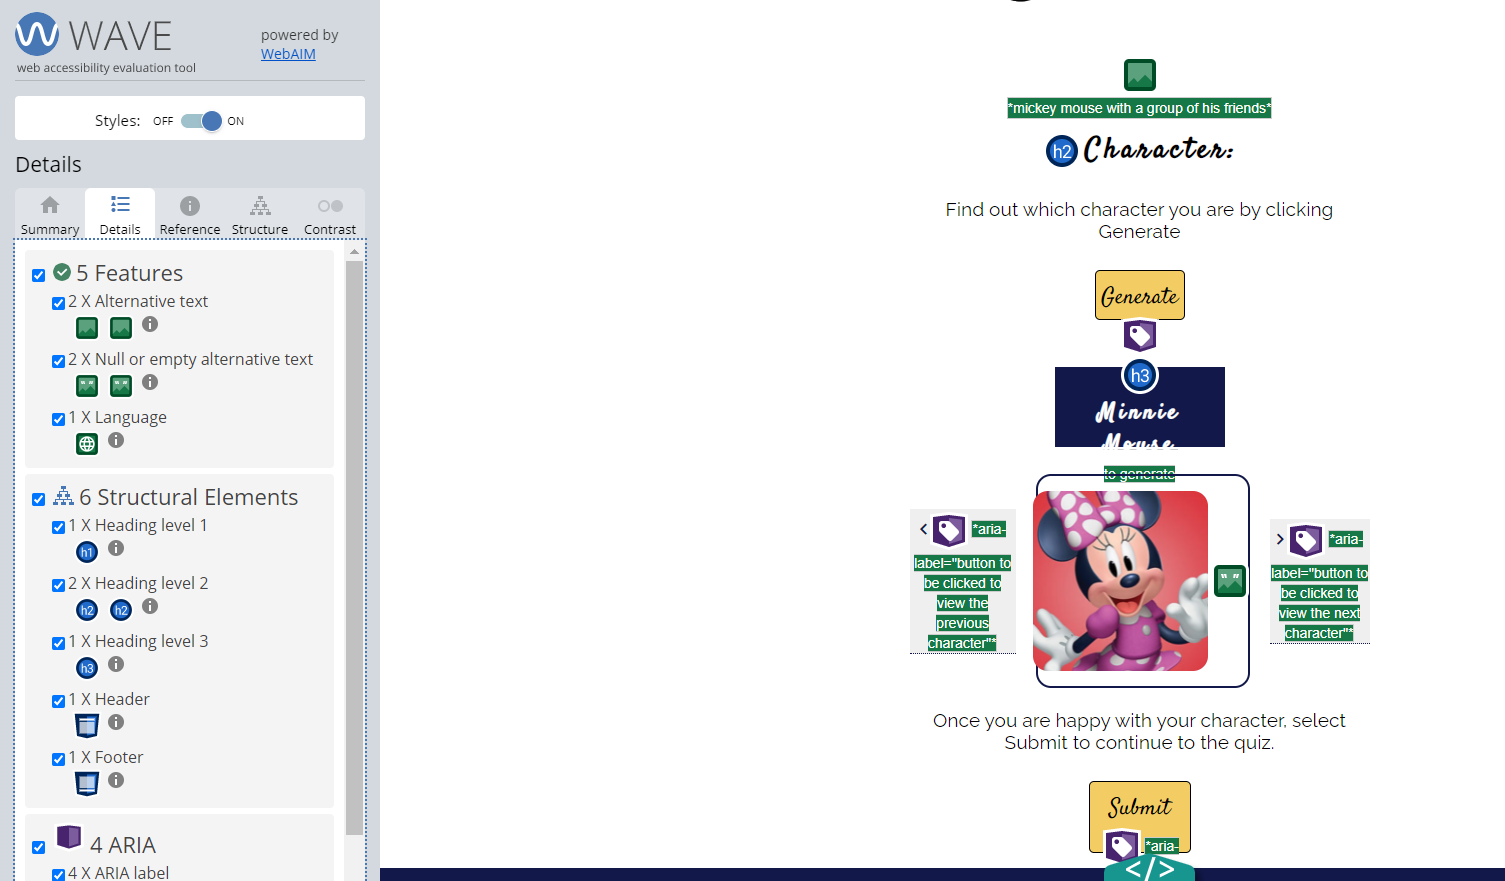 WAVE
powered by
WebAIM
web accessibility evaluation tool
Styles: OFF ON
Details
Summary Details Reference Structure Contrast
5 Features
2 X Alternative text
2 X Null or empty alternative text
1 X Language
6 Structural Elements
1 X Heading level 1
h1
2 X Heading level 2
h2 h2
1 X Heading level 3
h3
1 X Header
1 X Footer
4 ARIA
4 X ARIA label
*mickey mouse with a group of his friends*
h2 Character:
Find out which character you are by clicking
Generate
Generate
h3
Minnie
Mouse
to generate
< *aria-
label="button to
be clicked to
view the
previous
character"*
> *aria-
label="button to
be clicked to
view the next
character"*
Once you are happy with your character, select
Submit to continue to the quiz.
Submit
*aria-
</>